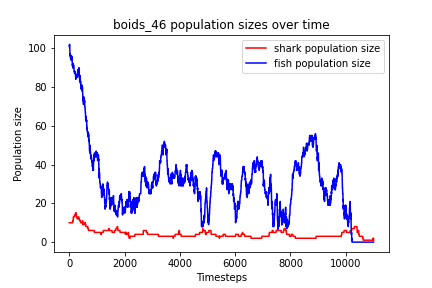 boids_46 population sizes over time
shark population size
fish population size
100
80
60
40
20
0
Population size
0
2000
4000
6000
8000
10000
Timesteps